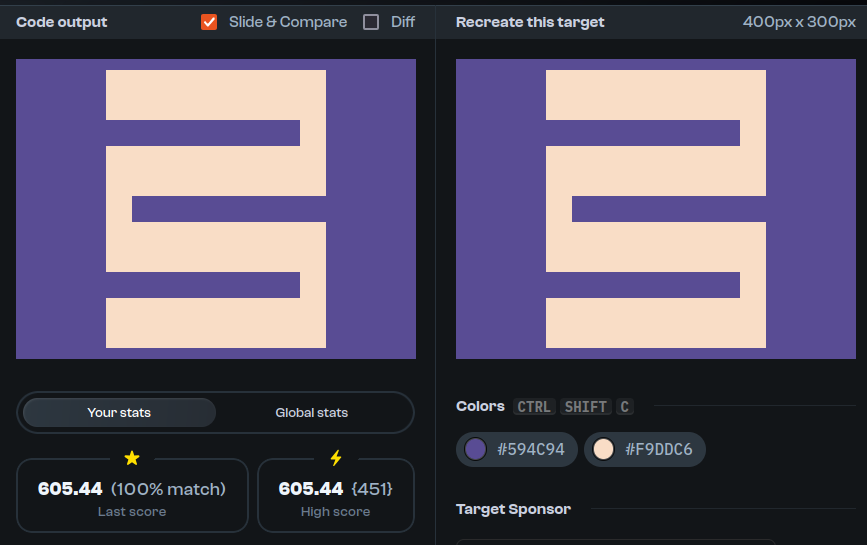 Code output
Slide & Compare
Diff
Recreate this target
400px x 300px
Your stats
Global stats
605.44 (100% match)
Last score
605.44 {451}
High score
Colors CTRL SHIFT C
#594C94
#F9DDC6
Target Sponsor